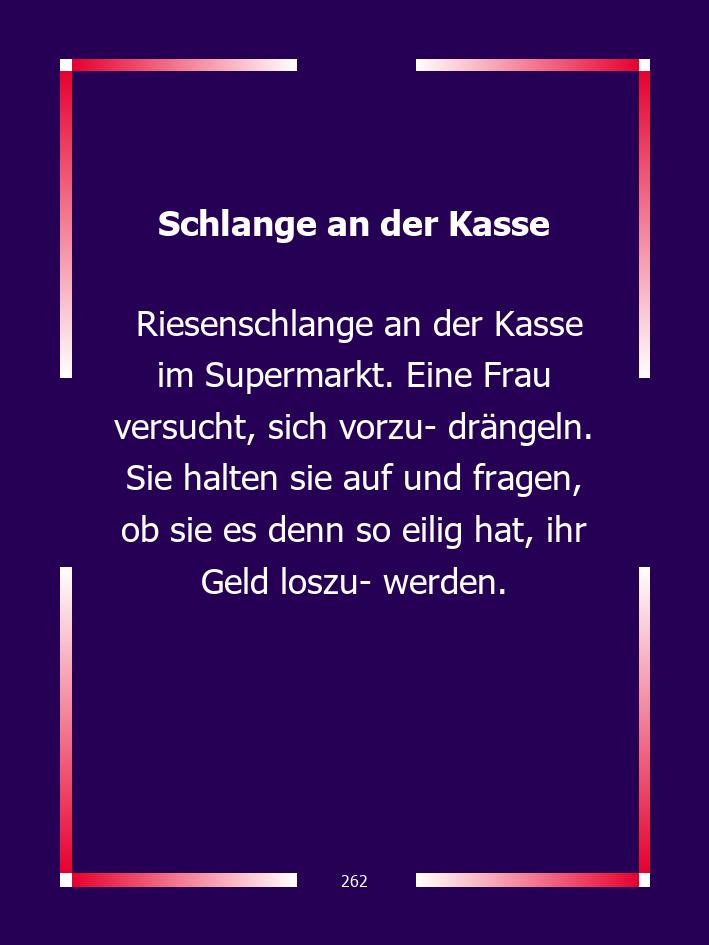 Schlange an der Kasse
Riesenschlange an der Kasse
im Supermarkt. Eine Frau
versucht, sich vorzu- drängeln.
Sie halten sie auf und fragen,
ob sie es denn so eilig hat, ihr
Geld loszu- werden.
262